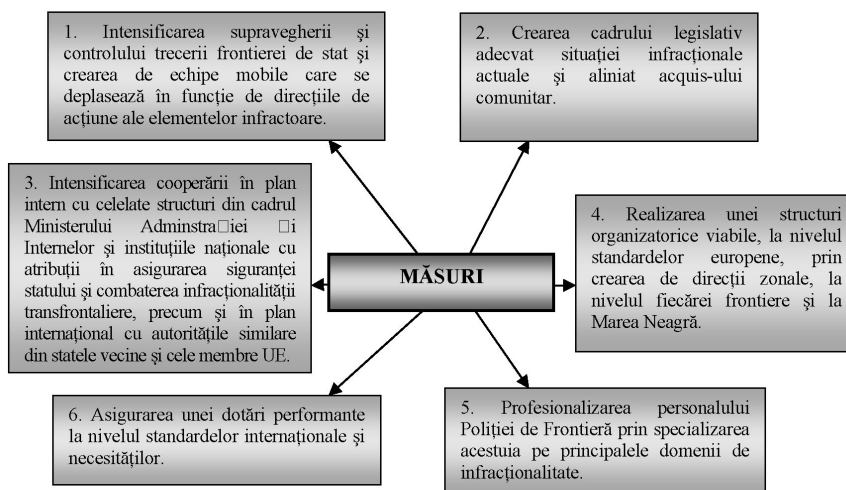 1. Intensificarea supravegherii şi
controlului trecerii frontierei de stat şi
crearea de echipe mobile care se
deplasează în funcţie de direcţiile de
acţiune ale elementelor infractoare.
2. Crearea cadrului legislativ
adecvat situaţiei infracţionale
actuale şi aliniat acquis-ului
comunitar.
3. Intensificarea cooperării în plan
intern cu celelate structuri din cadrul
Ministerului Adminstra□iei □i
Internelor şi instituţiile naţionale cu
atribuţii în asigurarea siguranţei
statului şi combaterea infracţionalităţii
transfrontaliere, precum şi în plan
internaţional cu autorităţile similare
din statele vecine şi cele membre UE.
MĂSURI
4. Realizarea unei structuri
organizatorice viabile, la nivelul
standardelor europene, prin
crearea de direcţii zonale, la
nivelul fiecărei frontiere şi la
Marea Neagră.
6. Asigurarea unei dotări performante
la nivelul standardelor internaţionale şi
necesităţilor.
5. Profesionalizarea personalului
Poliţiei de Frontieră prin specializarea
acestuia pe principalele domenii de
infracţionalitate.